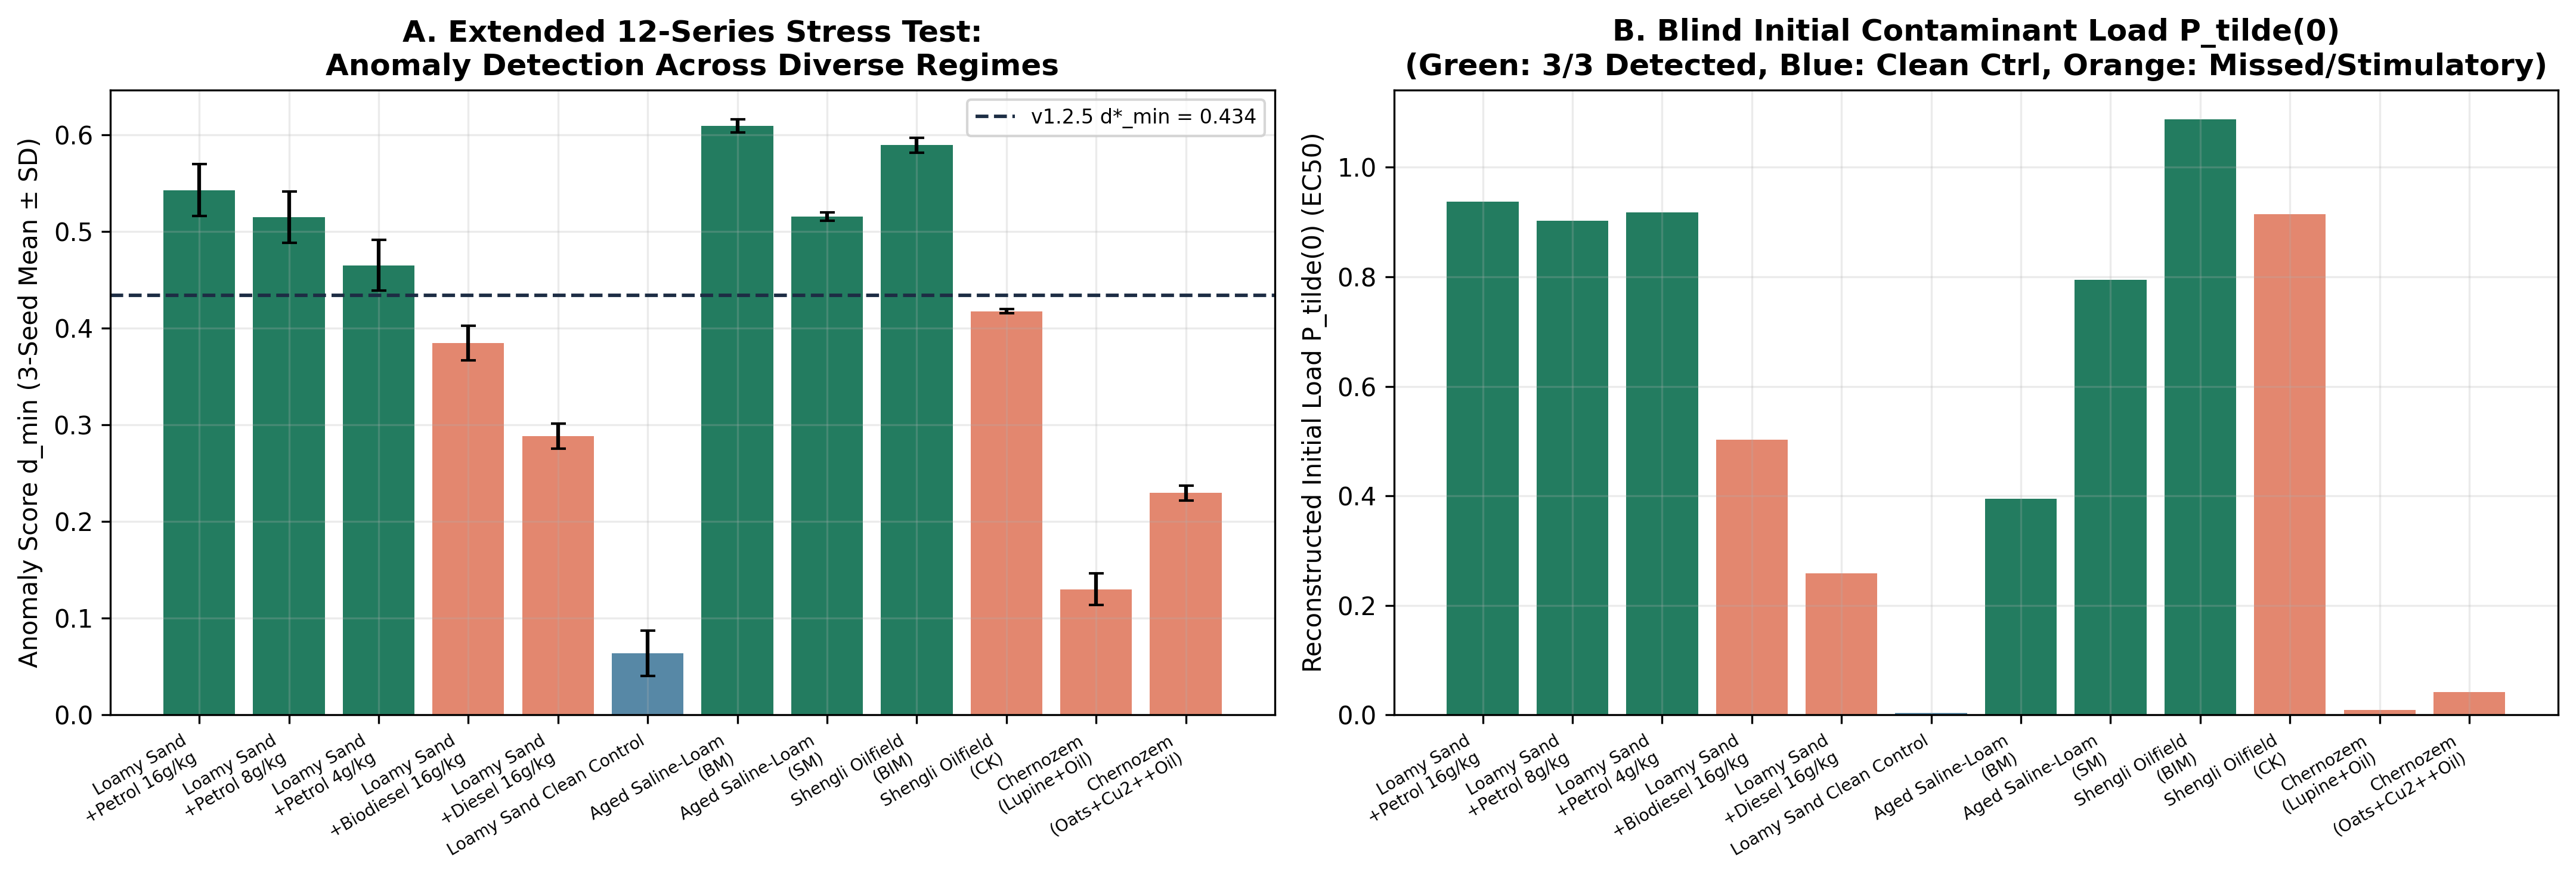 A. Extended 12-Series Stress Test:
Anomaly Detection Across Diverse Regimes
Anomaly Score d_min (3-Seed Mean ± SD)
0.6
0.5
0.4
0.3
0.2
0.1
0.0
v1.2.5 d*_min = 0.434
Loamy Sand
+Petrol 16g/kg
Loamy Sand
+Petrol 8g/kg
Loamy Sand
+Petrol 4g/kg
Loamy Sand
+Biodiesel 16g/kg
Loamy Sand
+Diesel 16g/kg
Loamy Sand Clean Control
Aged Saline-Loam
(BM)
Aged Saline-Loam
(SM)
Shengli Oilfield
(BIM)
Shengli Oilfield
(CK)
Chernozem
(Lupine+Oil)
Chernozem
(Oats+Cu2++Oil)
B. Blind Initial Contaminant Load P_tilde(0)
(Green: 3/3 Detected, Blue: Clean Ctrl, Orange: Missed/Stimulatory)
Reconstructed Initial Load P_tilde(0) (EC50)
1.0
0.8
0.6
0.4
0.2
0.0
Loamy Sand
+Petrol 16g/kg
Loamy Sand
+Petrol 8g/kg
Loamy Sand
+Petrol 4g/kg
Loamy Sand
+Biodiesel 16g/kg
Loamy Sand
+Diesel 16g/kg
Loamy Sand Clean Control
Aged Saline-Loam
(BM)
Aged Saline-Loam
(SM)
Shengli Oilfield
(BIM)
Shengli Oilfield
(CK)
Chernozem
(Lupine+Oil)
Chernozem
(Oats+Cu2++Oil)